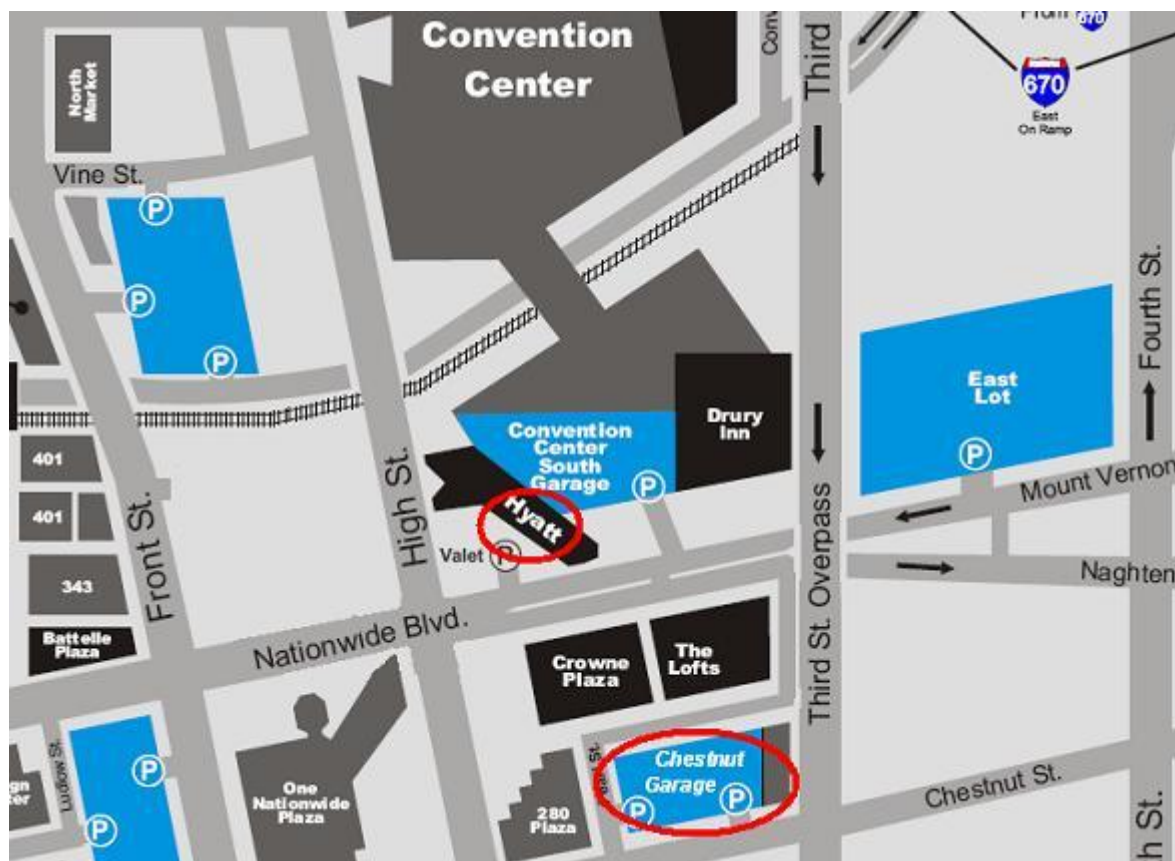 Convention
Center
North
Market
Vine St.
P
P
P
Third
670
670
East
On Ramp
Fourth St.
East
Lot
P
Mount Vernon
Naghten
Convention
Center
South
Garage
P
Drury
Inn
Hyatt
Valet P
High St.
Front St.
401
401
343
Battelle
Plaza
Nationwide Blvd.
Third St. Overpass
Crowne
Plaza
The
Lofts
Chestnut
Garage
P
P
Chestnut St.
280
Plaza
One
Nationwide
Plaza
Ludlow St.
P
P
h St.